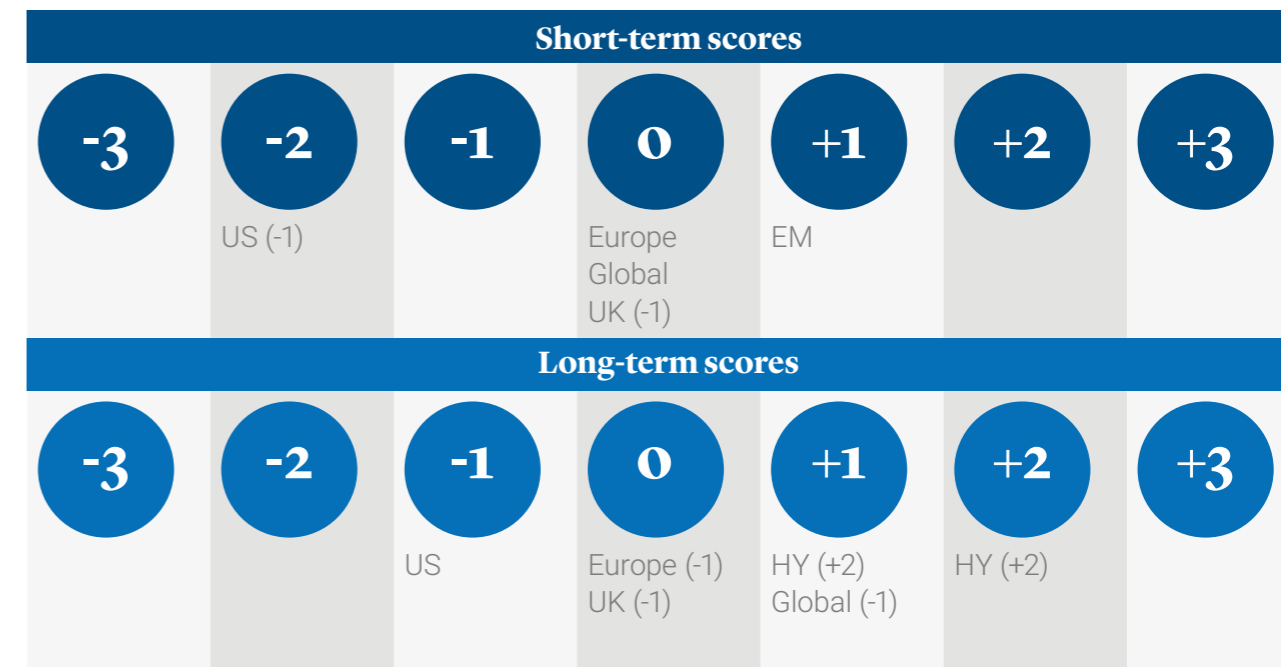 Short-term scores
-3 -2 -1 0 +1 +2 +3
US (-1) Europe EM
Global
UK (-1)
Long-term scores
-3 -2 -1 0 +1 +2 +3
US Europe (-1) HY (+2) HY (+2)
UK (-1) Global (-1)